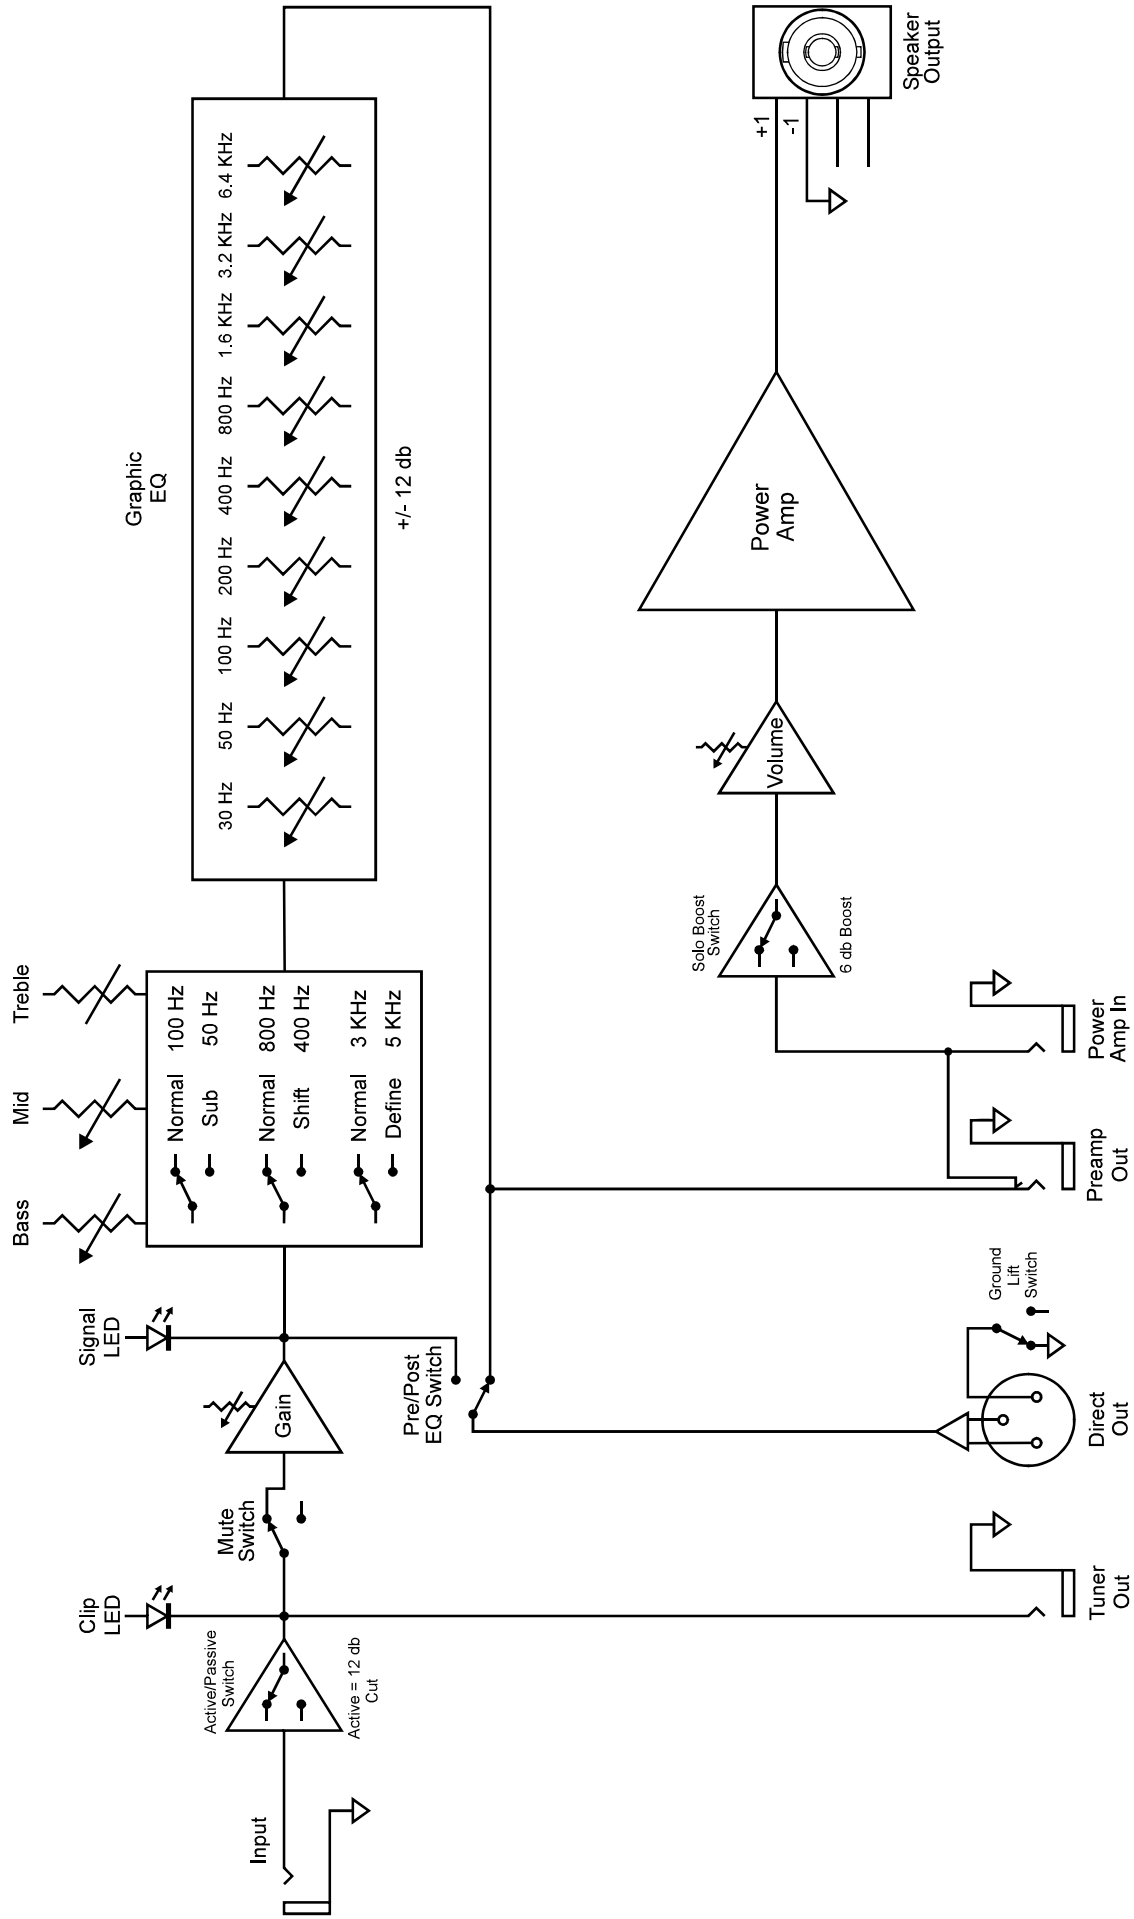 Input
Active/Passive
Switch
Active = 12 db
Cut
Clip
LED
Mute
Switch
Gain
Signal
LED
Pre/Post
EQ Switch
Bass
Mid
Treble
Normal 100 Hz
Sub 50 Hz
Normal 800 Hz
Shift 400 Hz
Normal 3 KHz
Define 5 KHz
Graphic
EQ
30 Hz
50 Hz
100 Hz
200 Hz
400 Hz
800 Hz
1.6 KHz
3.2 KHz
6.4 KHz
+/- 12 db
Solo Boost
Switch
6 db Boost
Volume
Power
Amp
+1
-1
Speaker
Output
Tuner
Out
Direct
Out
Ground
Lift
Switch
Preamp
Out
Power
Amp In